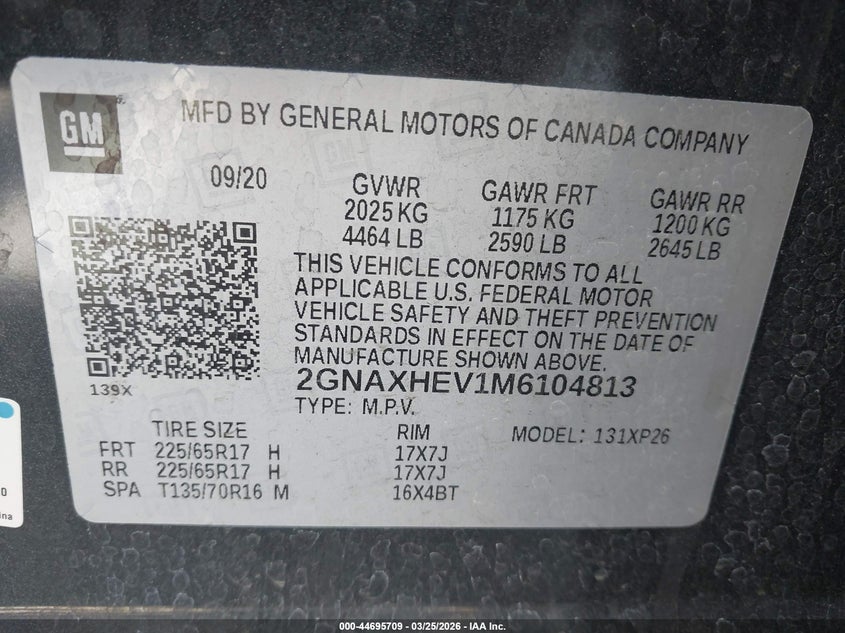 GM
MFD BY GENERAL MOTORS OF CANADA COMPANY
09/20
GVWR
2025 KG
4464 LB
GAWR FRT
1175 KG
2590 LB
GAWR RR
1200 KG
2645 LB
THIS VEHICLE CONFORMS TO ALL
APPLICABLE U.S. FEDERAL MOTOR
VEHICLE SAFETY AND THEFT PREVENTION
STANDARDS IN EFFECT ON THE DATE OF
MANUFACTURE SHOWN ABOVE.
139X
2GNAXHEV1M6104813
TYPE: M.P.V.
MODEL: 131XP26
TIRE SIZE RIM
FRT 225/65R17 H 17X7J
RR 225/65R17 H 17X7J
SPA T135/70R16 M 16X4BT
000-44695709 - 03/25/2026 - IAA Inc.